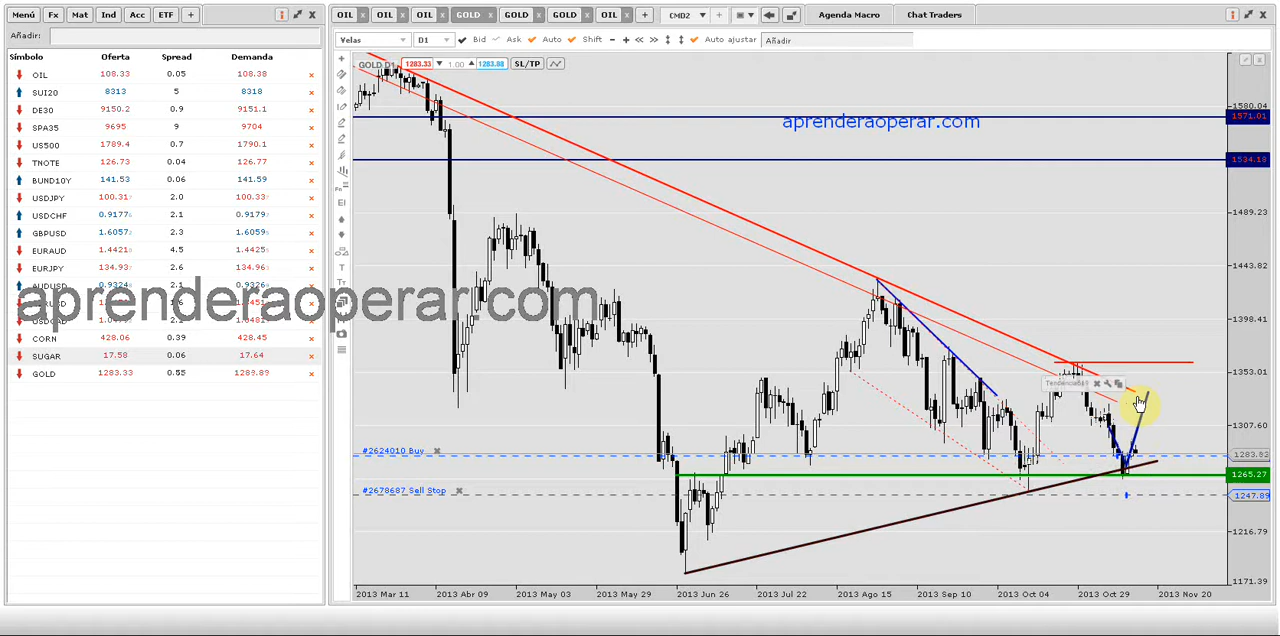 Menú Fx Mat Ind Acc ETF +
OIL OIL OIL GOLD GOLD GOLD OIL + CMD2 + Agenda Macro Chat Traders
Añadir:
Velas D1 Bid Ask Auto Shift Auto ajustar Añadir
Símbolo Oferta Spread Demanda
OIL 108.33 0.05 108.38
SUI20 8313 5 8318
DE30 9150.2 0.9 9151.1
SPA35 9695 9 9704
US500 1789.4 0.7 1790.1
TNOTE 126.73 0.04 126.77
BUND10Y 141.53 0.06 141.59
USDJPY 100.31 2.0 100.33
USDCHF 0.9177 2.1 0.9179
GBPUSD 1.6057 2.3 1.6059
EURAUD 1.4421 4.5 1.4425
EURJPY 134.93 2.6 134.96
CORN 428.06 0.39 428.45
SUGAR 17.58 0.06 17.64
GOLD 1283.33 0.55
aprenderaoperar.com
GOLD D1 1283.33 1.00 1283.88 SL/TP
aprenderaoperar.com
#2624010 Buy
#2678687 Sell Stop
1580.04
1571.01
1534.18
1489.23
1443.82
1398.41
1353.01
1307.60
1265.27
1247.89
1216.79
1171.39
2013 Mar 11 2013 Abr 09 2013 May 03 2013 May 29 2013 Jun 26 2013 Jul 22 2013 Ago 15 2013 Sep 10 2013 Oct 04 2013 Oct 29 2013 Nov 20